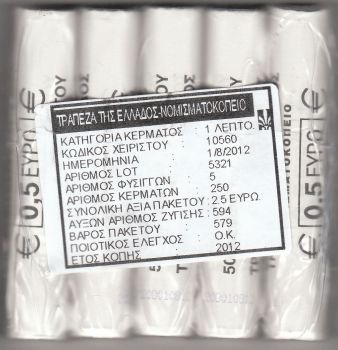 ΤΡΑΠΕΖΑ ΤΗΣ ΕΛΛΑΔΟΣ-ΝΟΜΙΣΜΑΤΟΚΟΠΕΙΟ
ΚΑΤΗΓΟΡΙΑ ΚΕΡΜΑΤΟΣ : 1 ΛΕΠΤΟ.
ΚΩΔΙΚΟΣ ΧΕΙΡΙΣΤΟΥ : 10560
ΗΜΕΡΟΜΗΝΙΑ : 1/8/2012
ΑΡΙΘΜΟΣ LOT : 5321
ΑΡΙΘΜΟΣ ΦΥΣΙΓΓΩΝ : 5
ΑΡΙΘΜΟΣ ΚΕΡΜΑΤΩΝ : 250
ΣΥΝΟΛΙΚΗ ΑΞΙΑ ΠΑΚΕΤΟΥ : 2.5 ΕΥΡΩ
ΑΥΞΩΝ ΑΡΙΘΜΟΣ ΖΥΓΙΣΗΣ : 594
ΒΑΡΟΣ ΠΑΚΕΤΟΥ : 579
ΠΟΙΟΤΙΚΟΣ ΕΛΕΓΧΟΣ : Ο.Κ.
ΕΤΟΣ ΚΟΠΗΣ : 2012
€ 0,5 ΕΥΡΩ €
€ 0,5 ΕΥΡΩ €